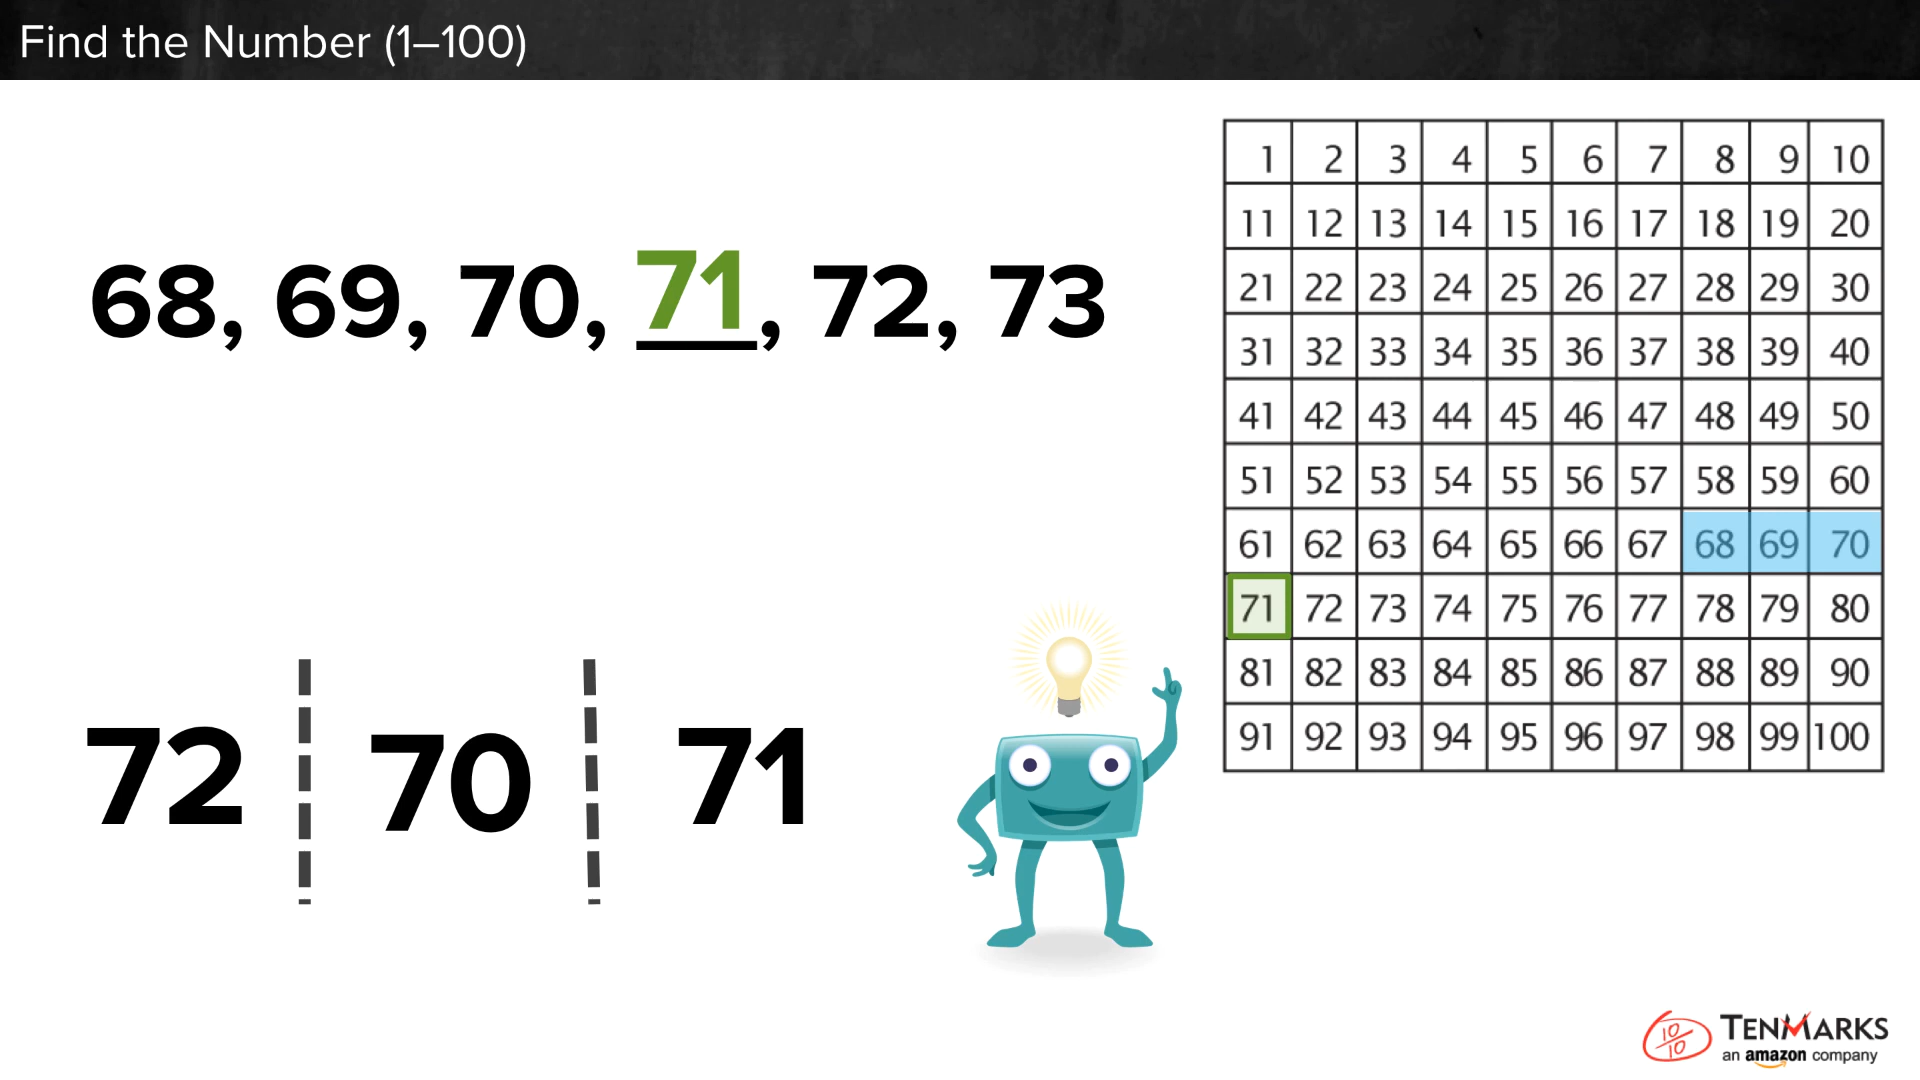 Find the Number (1–100)
68, 69, 70, 71, 72, 73
72 70 71
1 2 3 4 5 6 7 8 9 10
11 12 13 14 15 16 17 18 19 20
21 22 23 24 25 26 27 28 29 30
31 32 33 34 35 36 37 38 39 40
41 42 43 44 45 46 47 48 49 50
51 52 53 54 55 56 57 58 59 60
61 62 63 64 65 66 67 68 69 70
71 72 73 74 75 76 77 78 79 80
81 82 83 84 85 86 87 88 89 90
91 92 93 94 95 96 97 98 99 100
10/10
TENMARKS
an amazon company